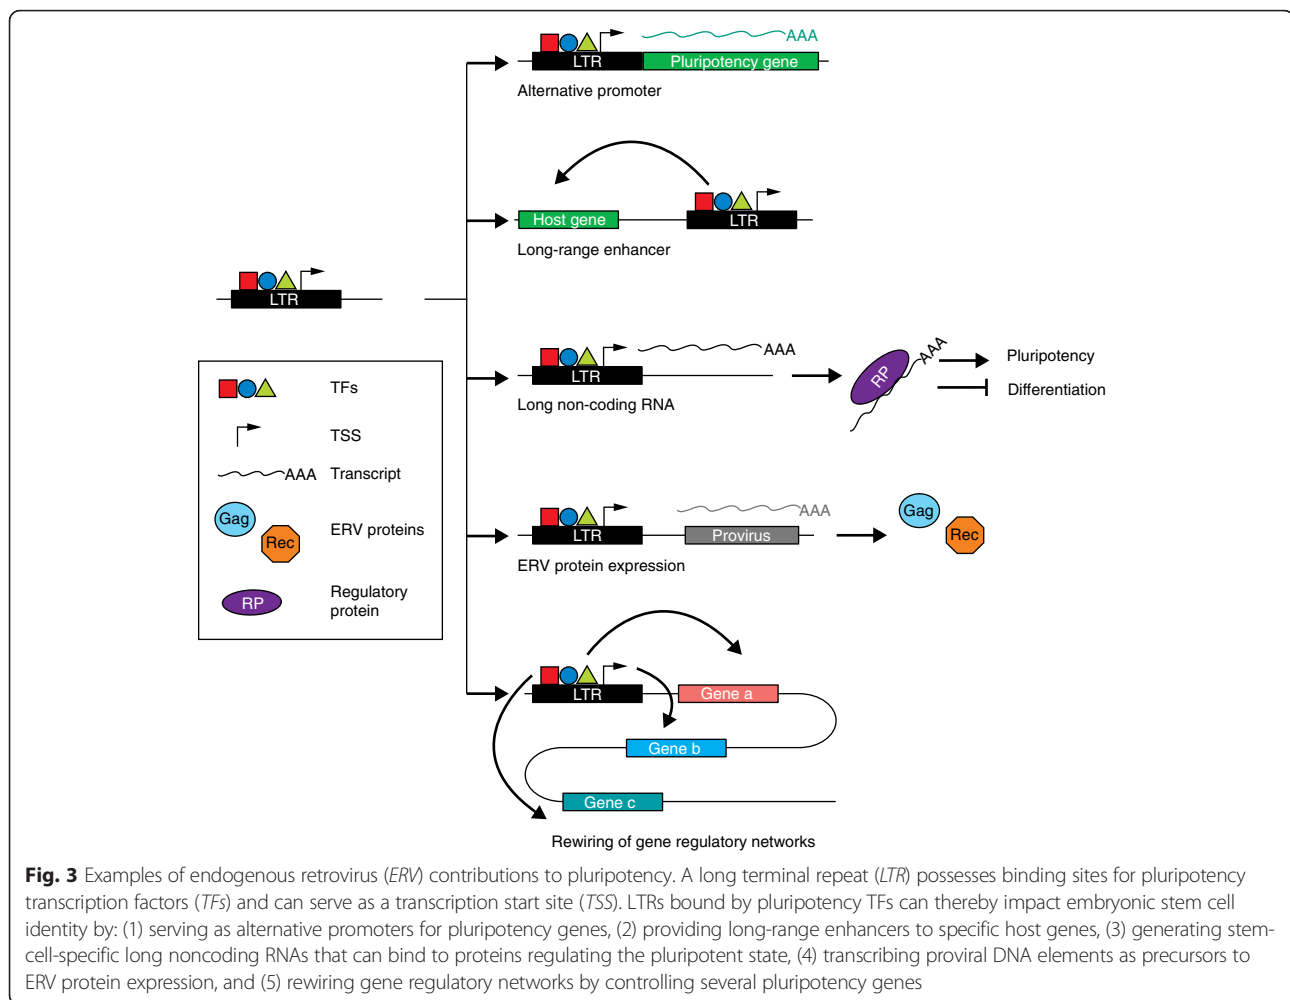 AAA
LTR
Pluripotency gene
Alternative promoter
Host gene
LTR
Long-range enhancer
LTR
AAA
LTR
Long non-coding RNA
RP
AAA
Pluripotency
Differentiation
TFs
TSS
AAA
Transcript
Gag
Rec
ERV proteins
RP
Regulatory
protein
AAA
LTR
Provirus
ERV protein expression
Gag
Rec
LTR
Gene a
Gene b
Gene c
Rewiring of gene regulatory networks
Fig. 3 Examples of endogenous retrovirus (ERV) contributions to pluripotency. A long terminal repeat (LTR) possesses binding sites for pluripotency
transcription factors (TFs) and can serve as a transcription start site (TSS). LTRs bound by pluripotency TFs can thereby impact embryonic stem cell
identity by: (1) serving as alternative promoters for pluripotency genes, (2) providing long-range enhancers to specific host genes, (3) generating stem-
cell-specific long noncoding RNAs that can bind to proteins regulating the pluripotent state, (4) transcribing proviral DNA elements as precursors to
ERV protein expression, and (5) rewiring gene regulatory networks by controlling several pluripotency genes